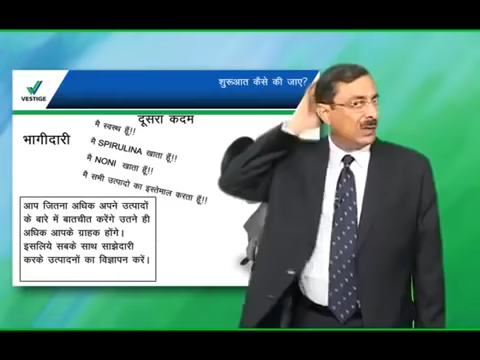 शुरूआत कैसे की जाए?
VESTIGE
दूसरा कदम
भागीदारी
मै स्वस्थ हूँ!!
मै SPIRULINA खाता हूँ!!
मै NONI खाता हूँ!!
मै सभी उत्पादो का इस्तेमाल करता हूँ!!
आप जितना अधिक अपने उत्पादों
के बारे में बातचीत करेंगे उतने ही
अधिक आपके ग्राहक होंगे।
इसलिये सबके साथ साझेदारी
करके उत्पादनों का विज्ञापन करें।